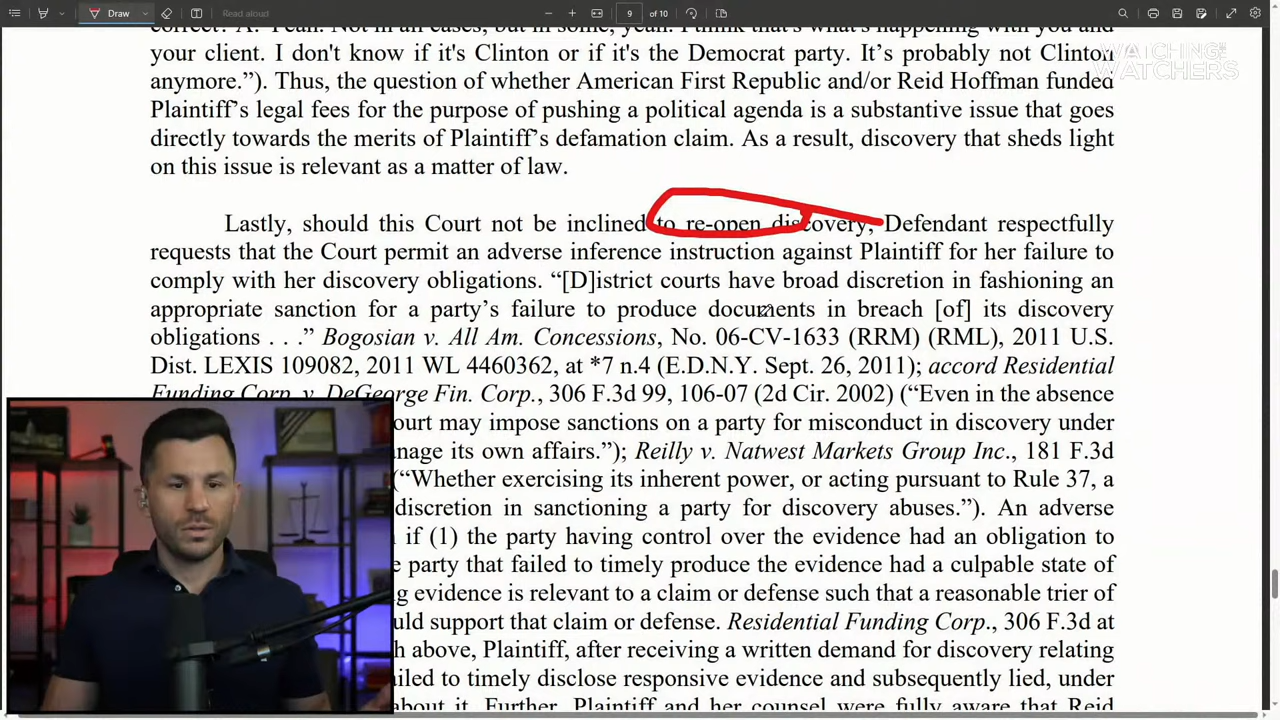 Draw
Read aloud
9
of 10
WATCHING THE
WATCHERS
correct? A: Yeah. Not in all cases, but in some, yeah. I think that's what's happening with you and
your client. I don't know if it's Clinton or if it's the Democrat party. It’s probably not Clinton
anymore.”). Thus, the question of whether American First Republic and/or Reid Hoffman funded
Plaintiff’s legal fees for the purpose of pushing a political agenda is a substantive issue that goes
directly towards the merits of Plaintiff’s defamation claim. As a result, discovery that sheds light
on this issue is relevant as a matter of law.
Lastly, should this Court not be inclined to re-open discovery, Defendant respectfully
requests that the Court permit an adverse inference instruction against Plaintiff for her failure to
comply with her discovery obligations. “[D]istrict courts have broad discretion in fashioning an
appropriate sanction for a party’s failure to produce documents in breach [of] its discovery
obligations . . .” Bogosian v. All Am. Concessions, No. 06-CV-1633 (RRM) (RML), 2011 U.S.
Dist. LEXIS 109082, 2011 WL 4460362, at *7 n.4 (E.D.N.Y. Sept. 26, 2011); accord Residential
Funding Corp. v. DeGeorge Fin. Corp., 306 F.3d 99, 106-07 (2d Cir. 2002) (“Even in the absence
ourt may impose sanctions on a party for misconduct in discovery under
nage its own affairs.”); Reilly v. Natwest Markets Group Inc., 181 F.3d
(“Whether exercising its inherent power, or acting pursuant to Rule 37, a
discretion in sanctioning a party for discovery abuses.”). An adverse
if (1) the party having control over the evidence had an obligation to
e party that failed to timely produce the evidence had a culpable state of
g evidence is relevant to a claim or defense such that a reasonable trier of
uld support that claim or defense. Residential Funding Corp., 306 F.3d at
h above, Plaintiff, after receiving a written demand for discovery relating
iled to timely disclose responsive evidence and subsequently lied, under
about it. Further, Plaintiff and her counsel were fully aware that Reid